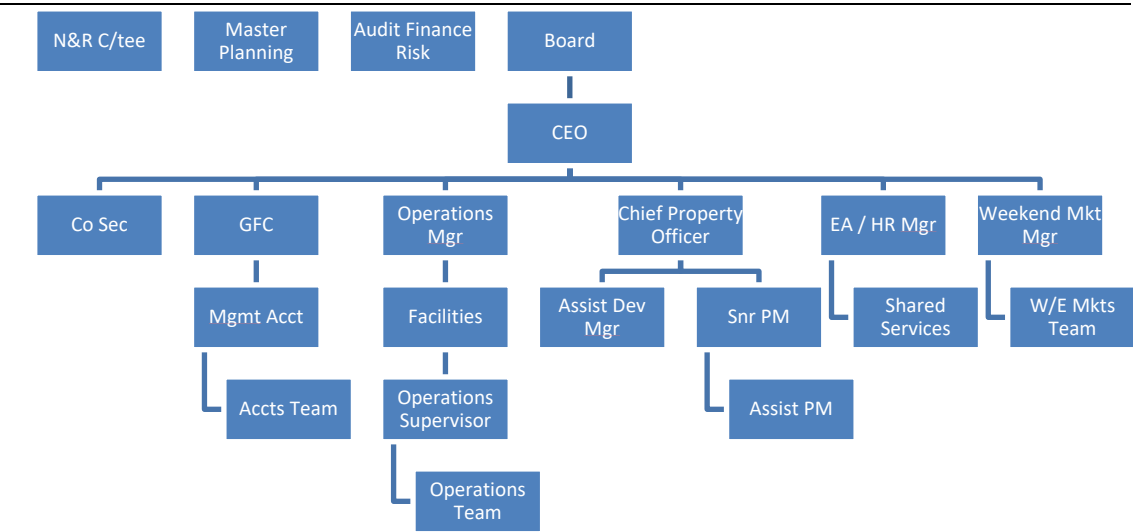 N&R C/tee
Master
Planning
Audit Finance
Risk
Board
CEO
Co Sec
GFC
Operations
Mgr
Chief Property
Officer
EA / HR Mgr
Weekend Mkt
Mgr
Mgmt Acct
Facilities
Assist Dev
Mgr
Snr PM
Shared
Services
W/E Mkts
Team
Accts Team
Operations
Supervisor
Assist PM
Operations
Team